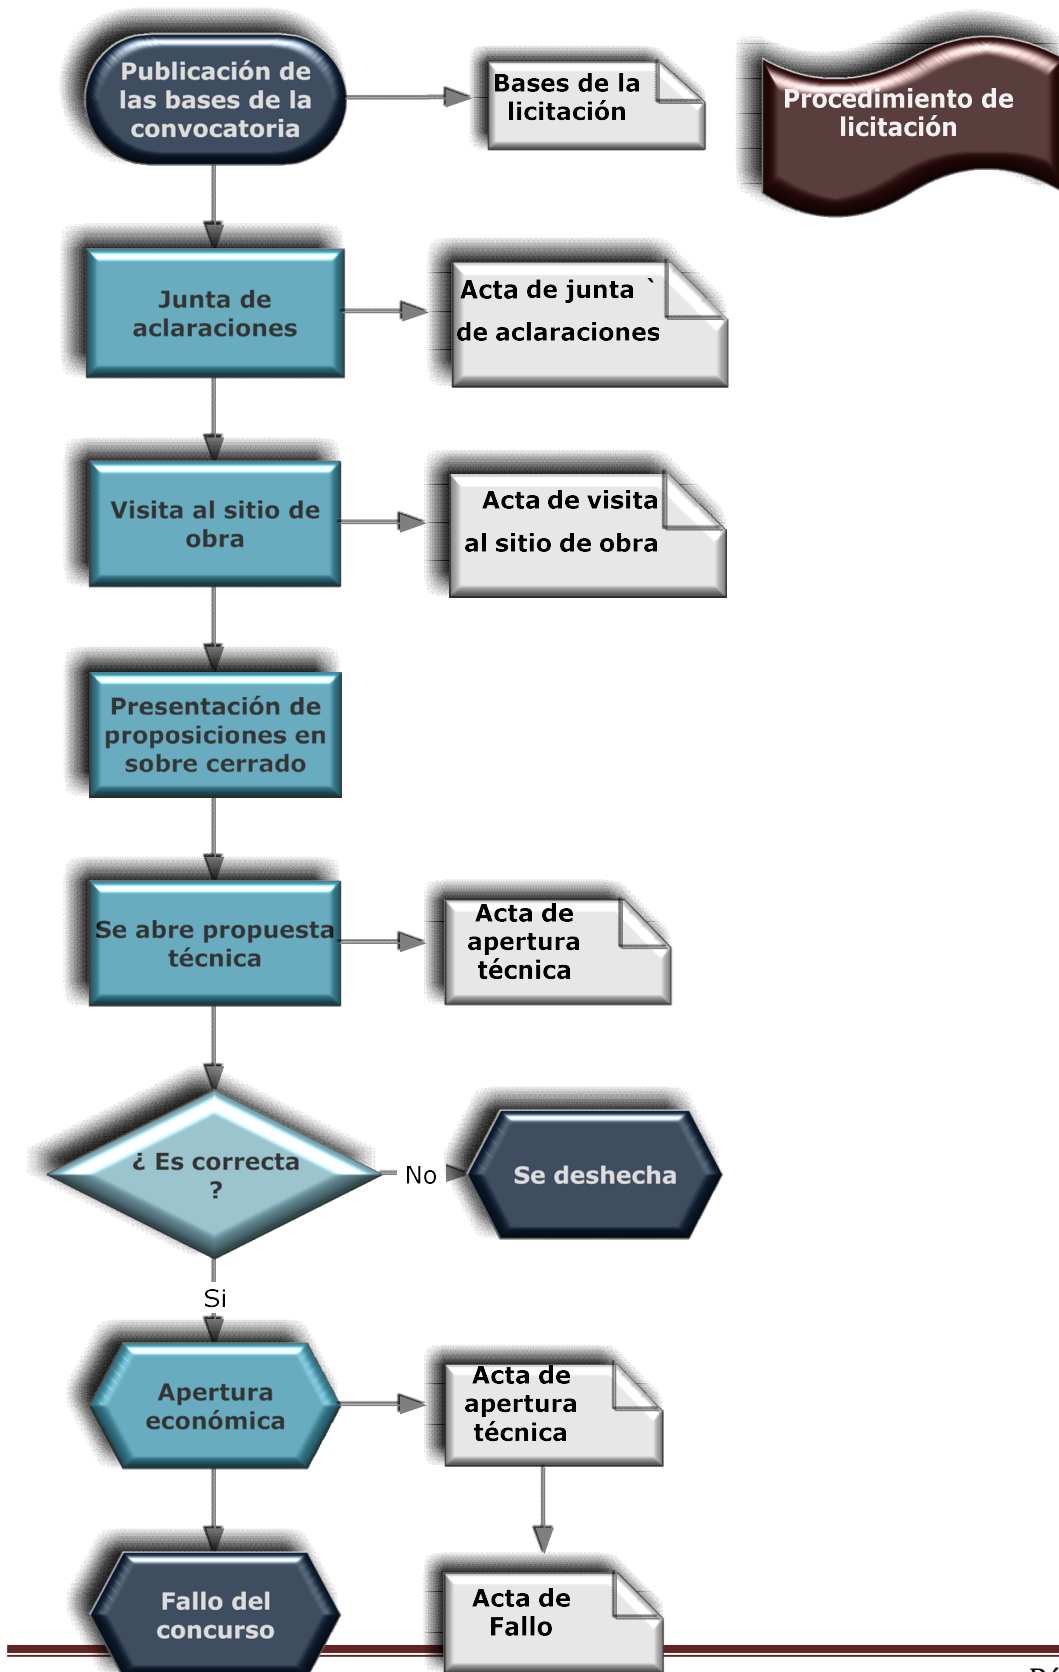 Publicación de
las bases de la
convocatoria
Bases de la
licitación
Procedimiento de
licitación
Junta de
aclaraciones
Acta de junta `
de aclaraciones
Visita al sitio de
obra
Acta de visita
al sitio de obra
Presentación de
proposiciones en
sobre cerrado
Se abre propuesta
técnica
Acta de
apertura
técnica
¿ Es correcta
?
No
Se deshecha
Si
Apertura
económica
Acta de
apertura
técnica
Fallo del
concurso
Acta de
Fallo